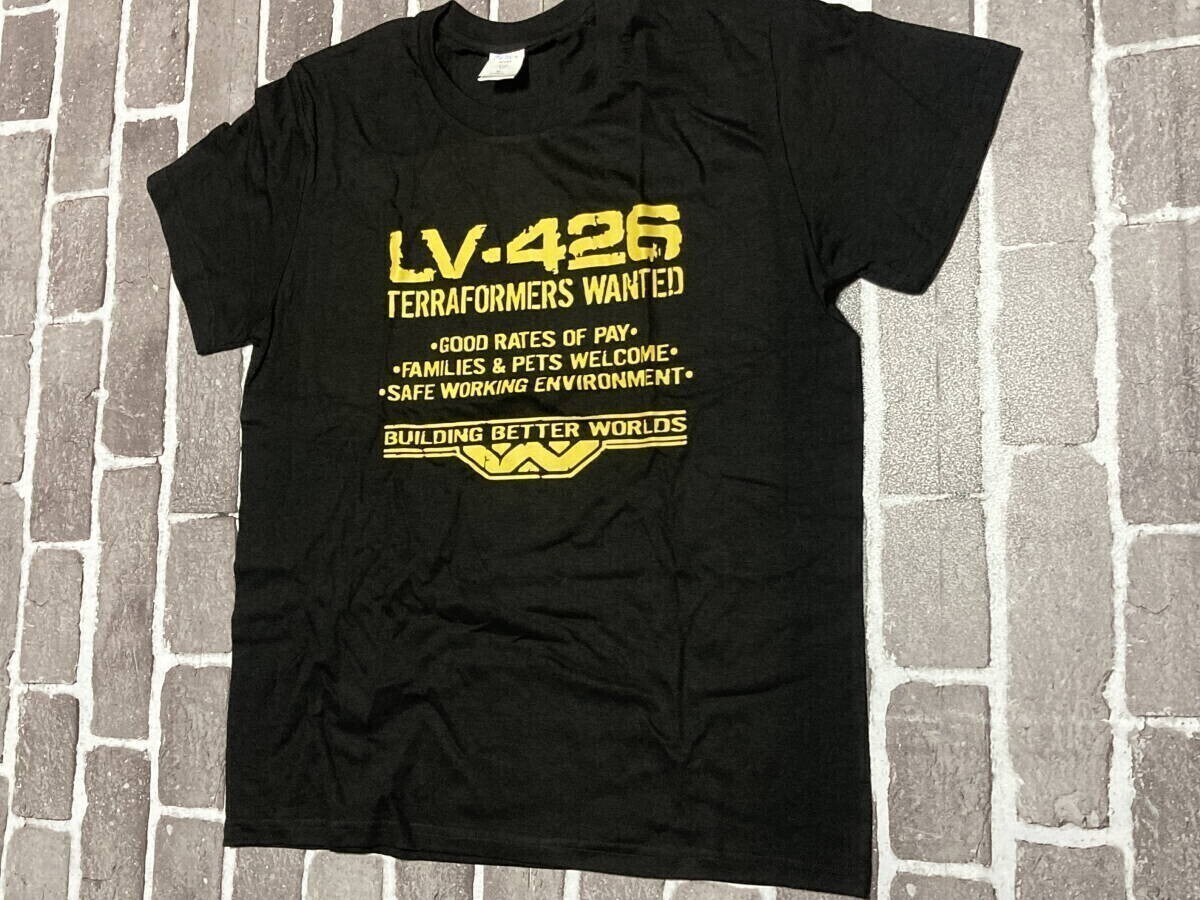 LV-426
TERRAFORMERS WANTED
•GOOD RATES OF PAY•
•FAMILIES & PETS WELCOME•
•SAFE WORKING ENVIRONMENT•
BUILDING BETTER WORLDS